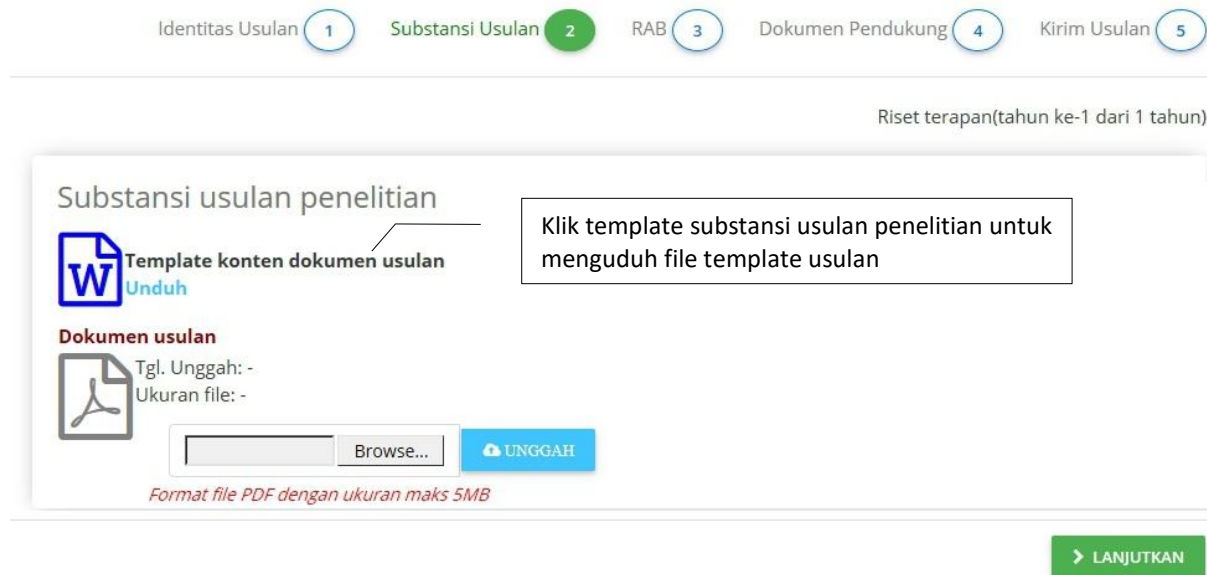 Identitas Usulan 1 Substansi Usulan 2 RAB 3 Dokumen Pendukung 4 Kirim Usulan 5
Riset terapan(tahun ke-1 dari 1 tahun)
Substansi usulan penelitian
Klik template substansi usulan penelitian untuk
menguduh file template usulan
W Template konten dokumen usulan
Unduh
Dokumen usulan
Tgl. Unggah: -
Ukuran file: -
Browse... UNGGAH
Format file PDF dengan ukuran maks 5MB
LANJUTKAN